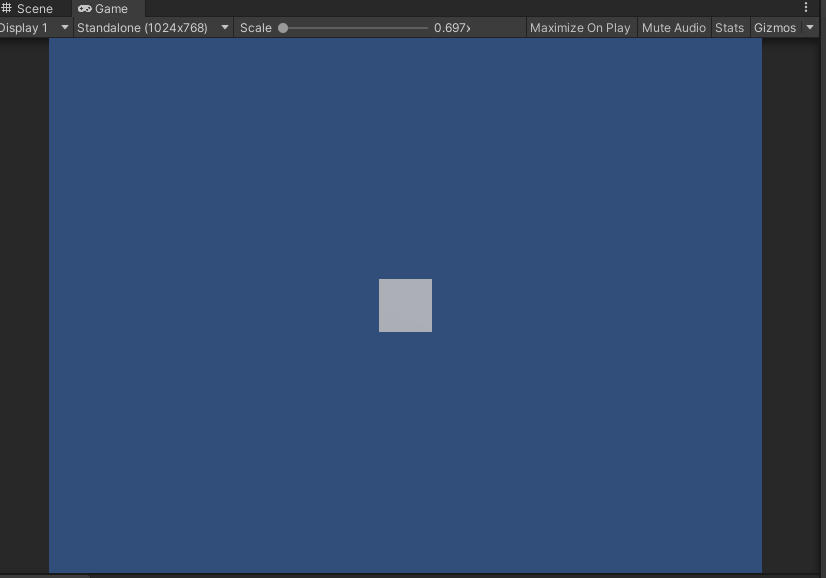 Scene Game
Display 1 Standalone (1024x768) Scale 0.697x Maximize On Play Mute Audio Stats Gizmos